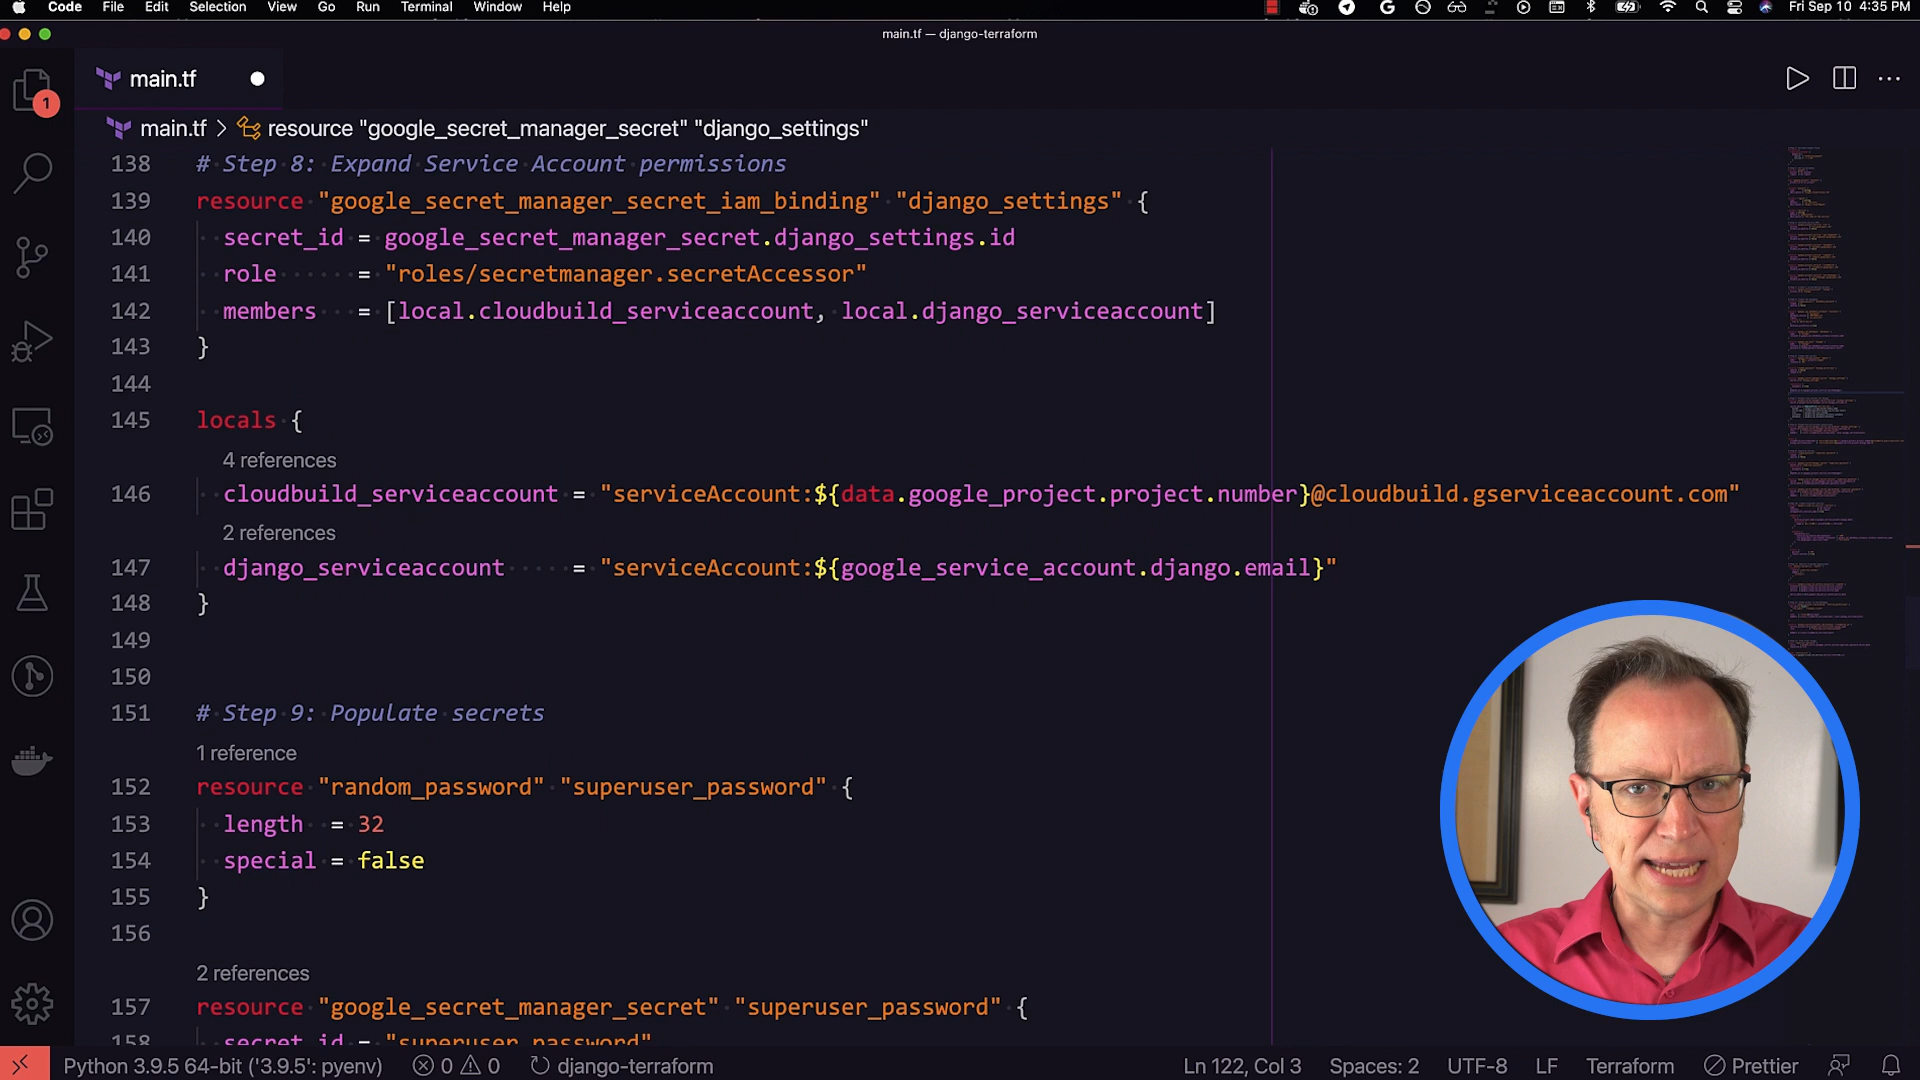 Code File Edit Selection View Go Run Terminal Window Help Fri Sep 10 4:35 PM
main.tf — django-terraform
1
main.tf
main.tf > resource "google_secret_manager_secret" "django_settings"
138 # Step 8: Expand Service Account permissions
139 resource "google_secret_manager_secret_iam_binding" "django_settings" {
140 secret_id = google_secret_manager_secret.django_settings.id
141 role = "roles/secretmanager.secretAccessor"
142 members = [local.cloudbuild_serviceaccount, local.django_serviceaccount]
143 }
144
145 locals {
4 references
146 cloudbuild_serviceaccount = "serviceAccount:${data.google_project.project.number}@cloudbuild.gserviceaccount.com"
2 references
147 django_serviceaccount = "serviceAccount:${google_service_account.django.email}"
148 }
149
150
151 # Step 9: Populate secrets
1 reference
152 resource "random_password" "superuser_password" {
153 length = 32
154 special = false
155 }
156
2 references
157 resource "google_secret_manager_secret" "superuser_password" {
158 secret_id = "superuser_password"
Python 3.9.5 64-bit ('3.9.5': pyenv) 0 0 django-terraform Ln 122, Col 3 Spaces: 2 UTF-8 LF Terraform Prettier